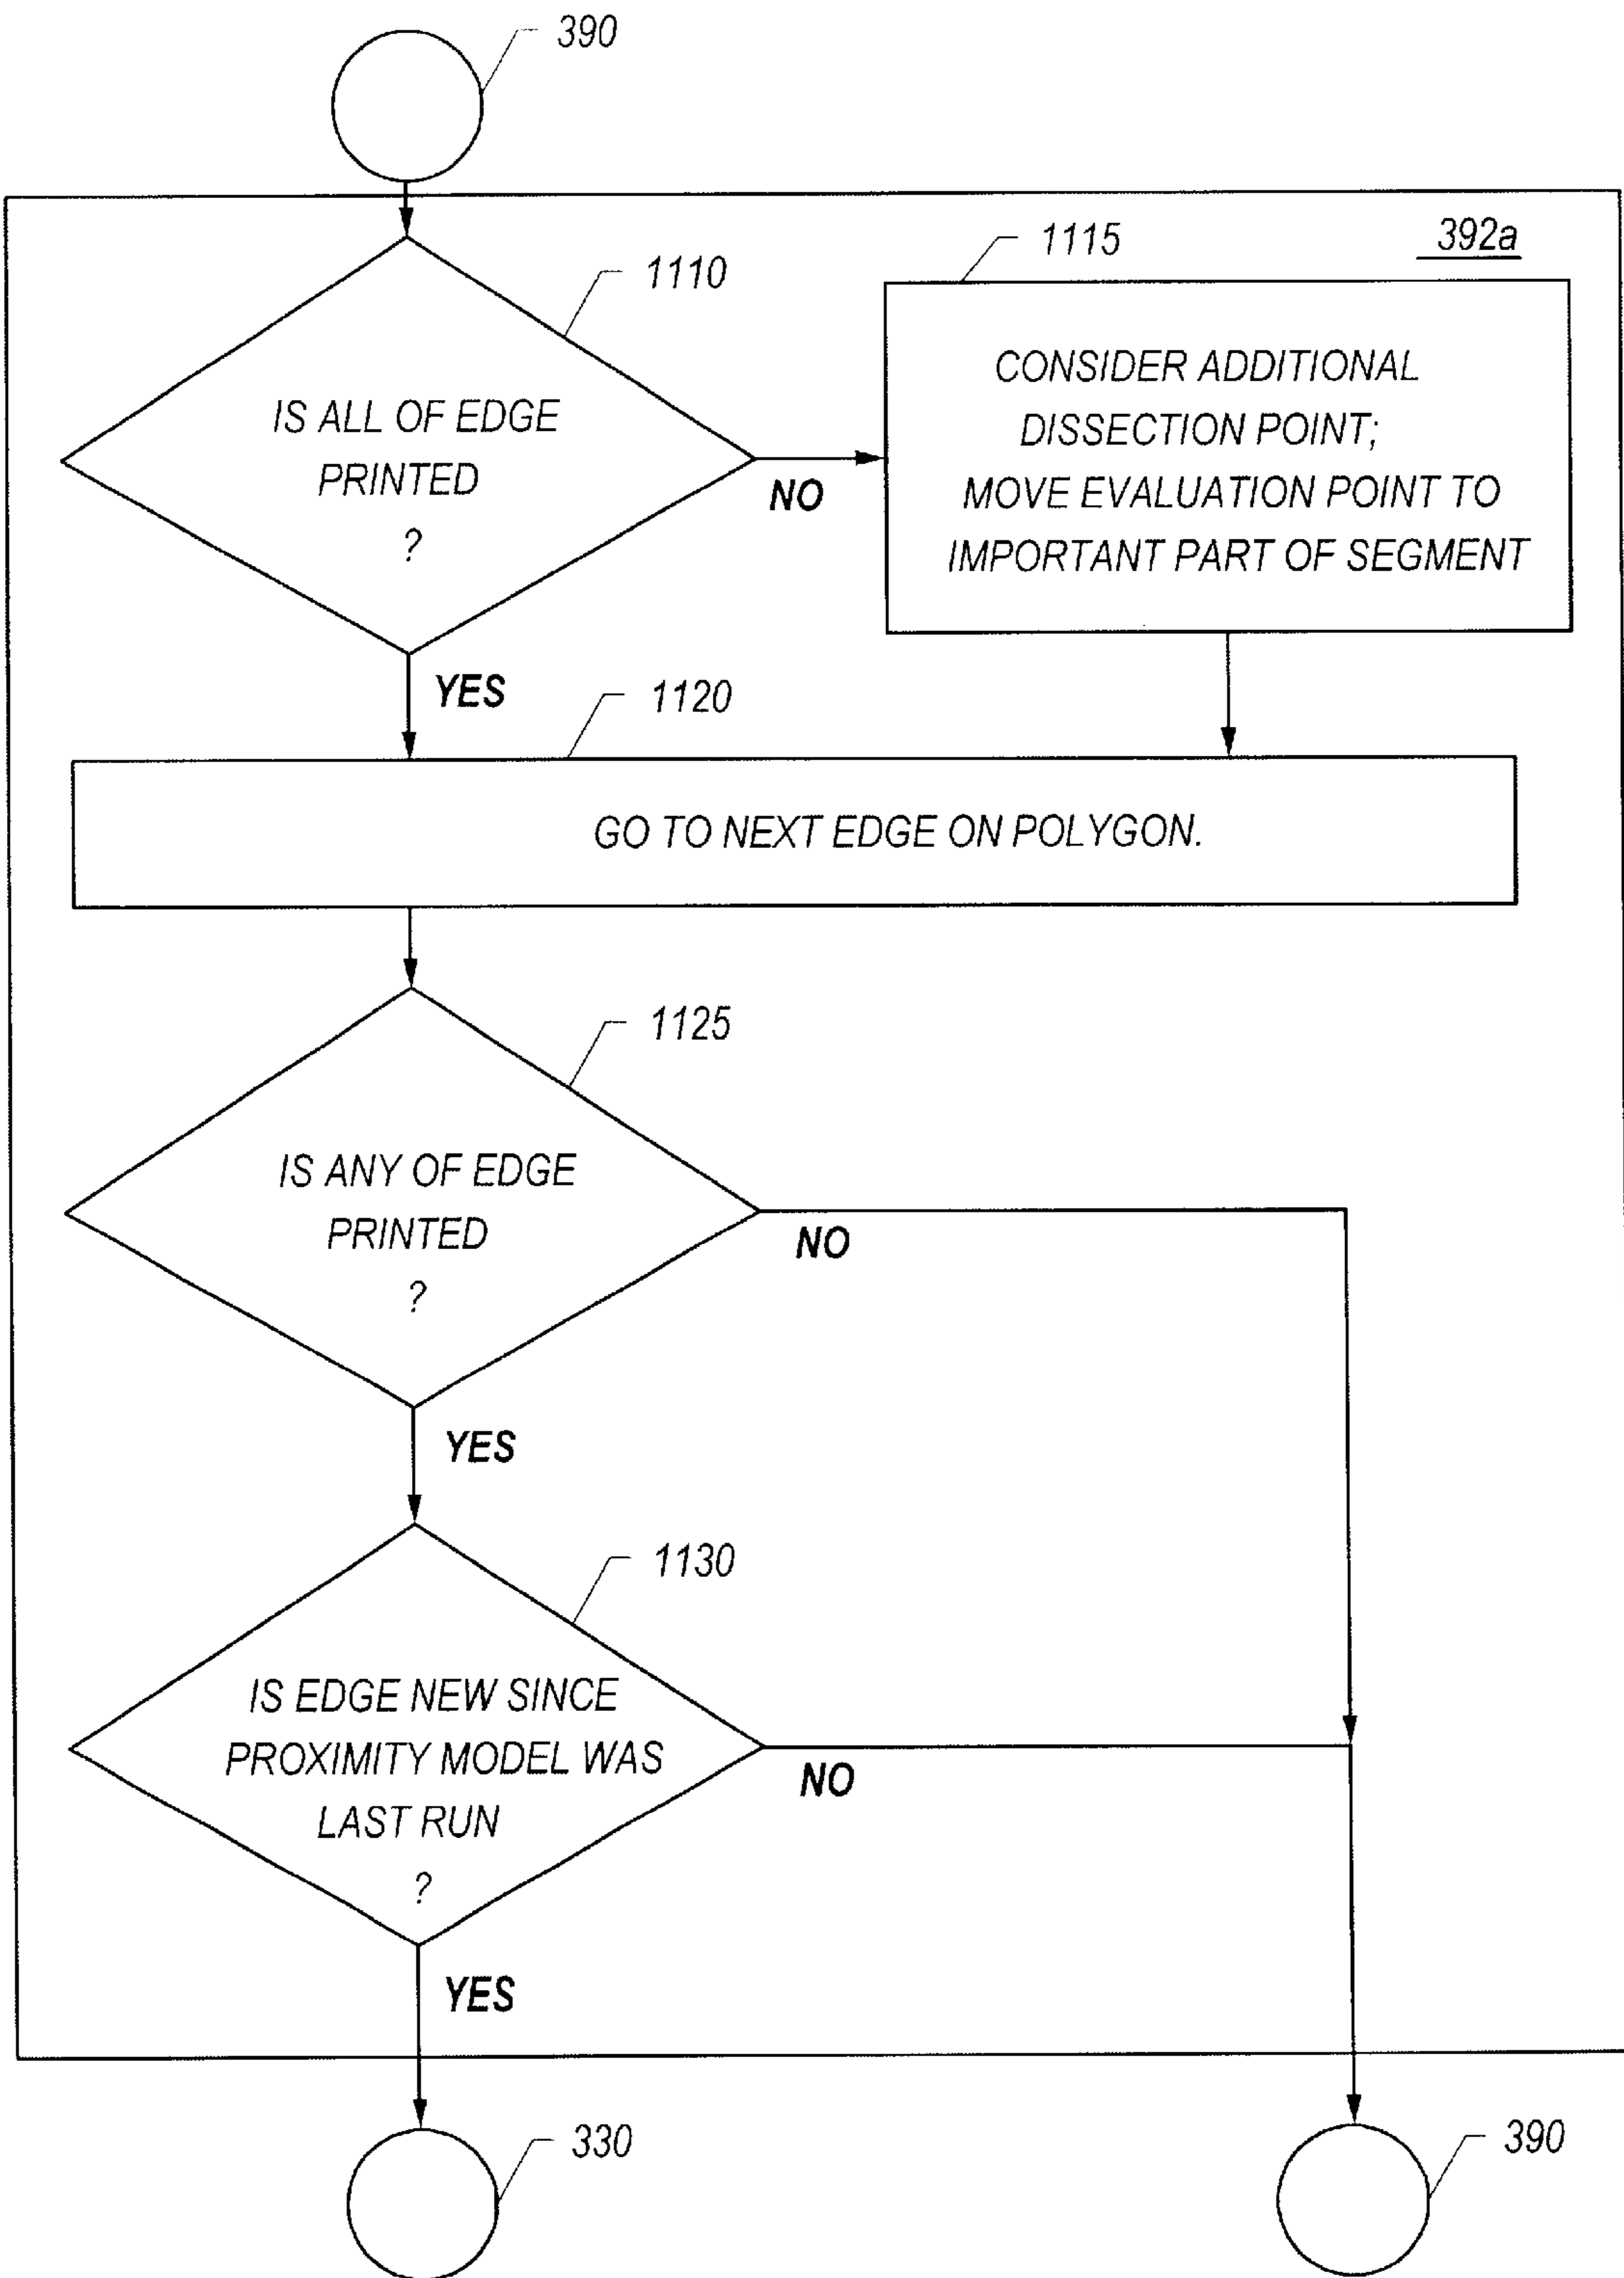 390
392a
1110
1115
IS ALL OF EDGE
PRINTED
?
NO
CONSIDER ADDITIONAL
DISSECTION POINT;
MOVE EVALUATION POINT TO
IMPORTANT PART OF SEGMENT
YES
1120
GO TO NEXT EDGE ON POLYGON.
1125
IS ANY OF EDGE
PRINTED
?
NO
YES
1130
IS EDGE NEW SINCE
PROXIMITY MODEL WAS
LAST RUN
?
NO
YES
330
390